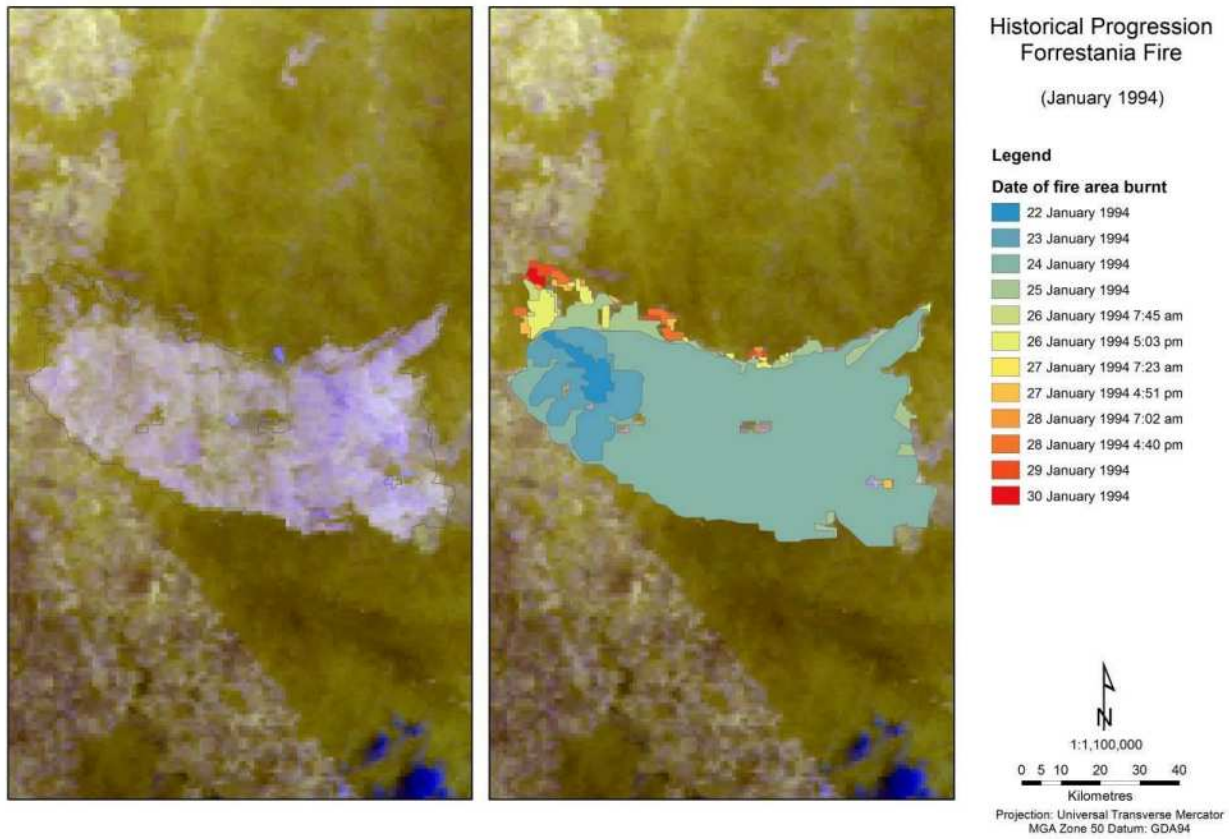 Historical Progression
Forrestania Fire
(January 1994)
Legend
Date of fire area burnt
22 January 1994
23 January 1994
24 January 1994
25 January 1994
26 January 1994 7:45 am
26 January 1994 5:03 pm
27 January 1994 7:23 am
27 January 1994 4:51 pm
28 January 1994 7:02 am
28 January 1994 4:40 pm
29 January 1994
30 January 1994
N
1:1,100,000
0 5 10 20 30 40
Kilometres
Projection: Universal Transverse Mercator
MGA Zone 50 Datum: GDA94